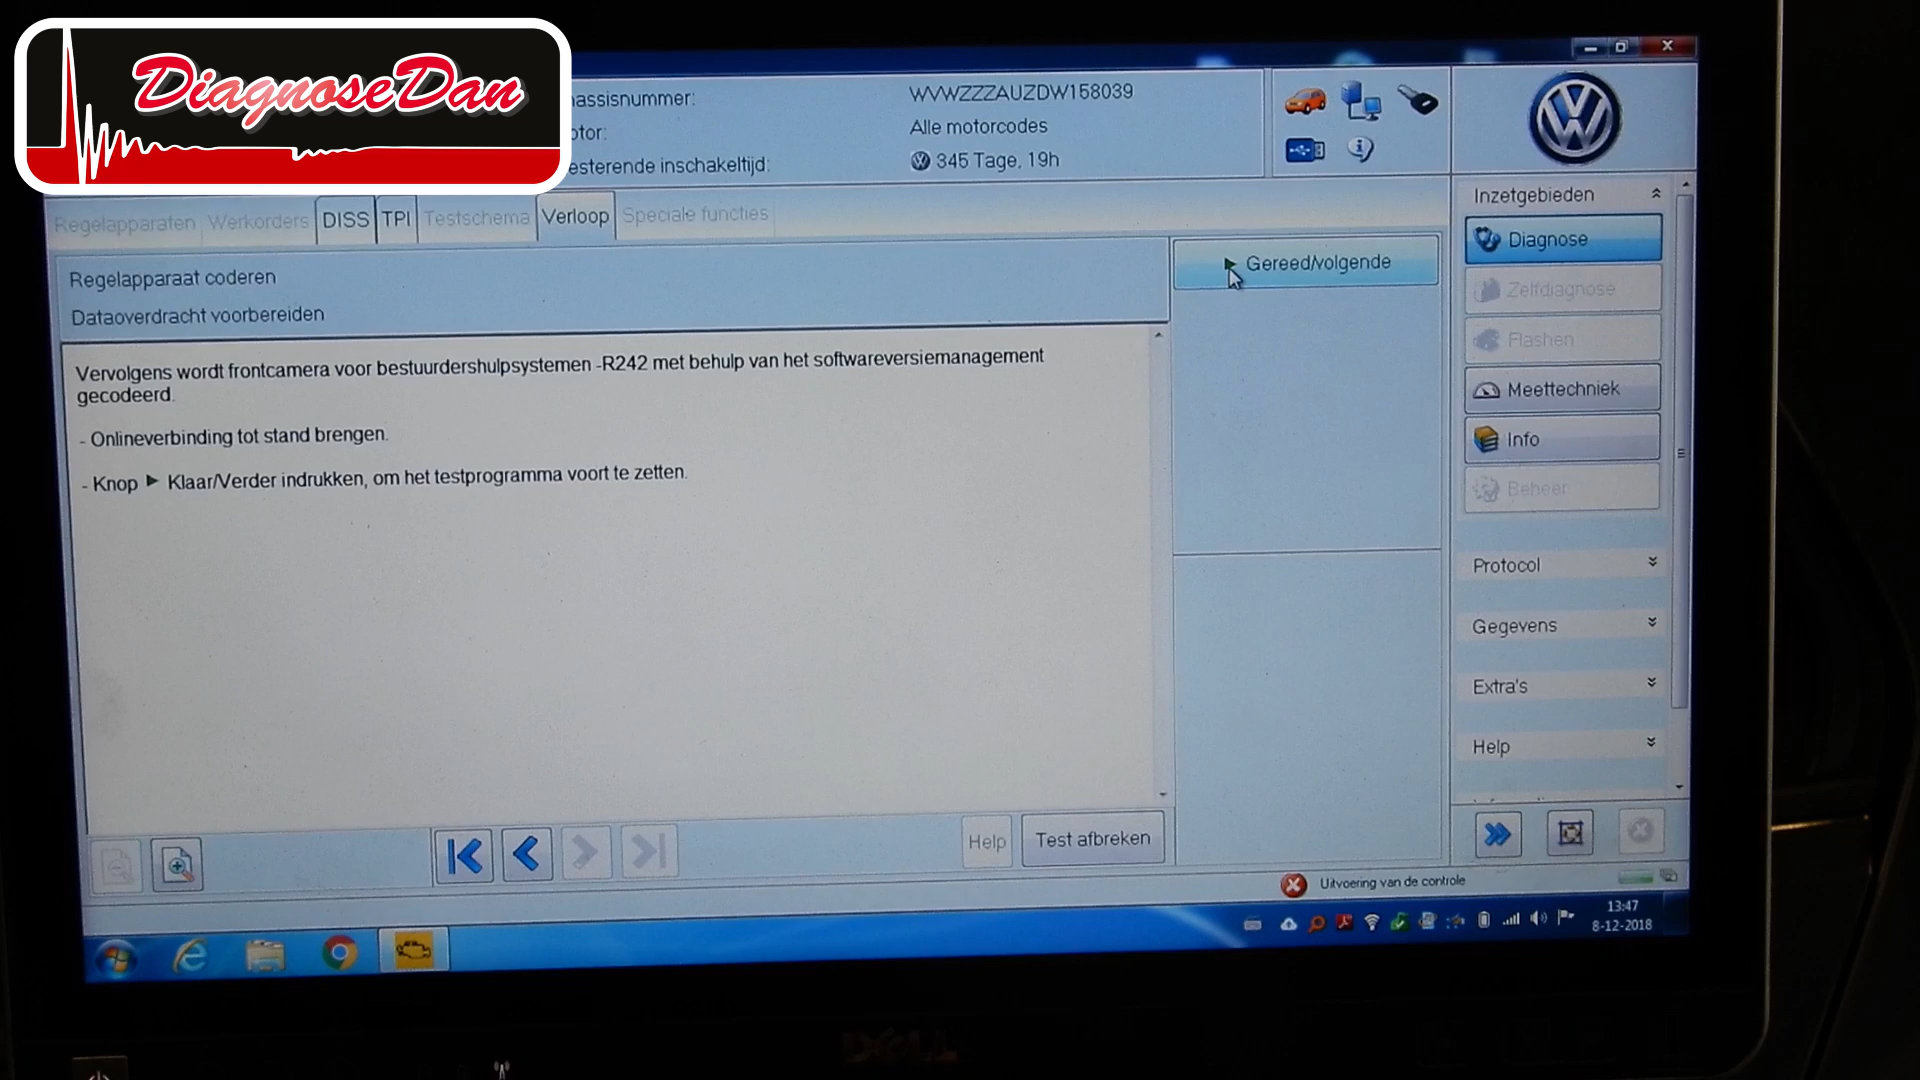 DiagnoseDan
assisnummer:
WVWZZZAUZDW158039
otor:
Alle motorcodes
esterende inschakeltijd:
345 Tage, 19h
Regelapparaten Werkorders DISS TPI Testschema Verloop Speciale functies
Regelapparaat coderen
Dataoverdracht voorbereiden
Vervolgens wordt frontcamera voor bestuurdershulpsystemen -R242 met behulp van het softwareversiemanagement
gecodeerd.
- Onlineverbinding tot stand brengen.
- Knop ► Klaar/Verder indrukken, om het testprogramma voort te zetten.
► Gereed/volgende
Inzetgebieden
Diagnose
Zelfdiagnose
Flashen
Meettechniek
Info
Beheer
Protocol
Gegevens
Extra's
Help
Help
Test afbreken
Uitvoering van de controle
13:47
8-12-2018
DELL